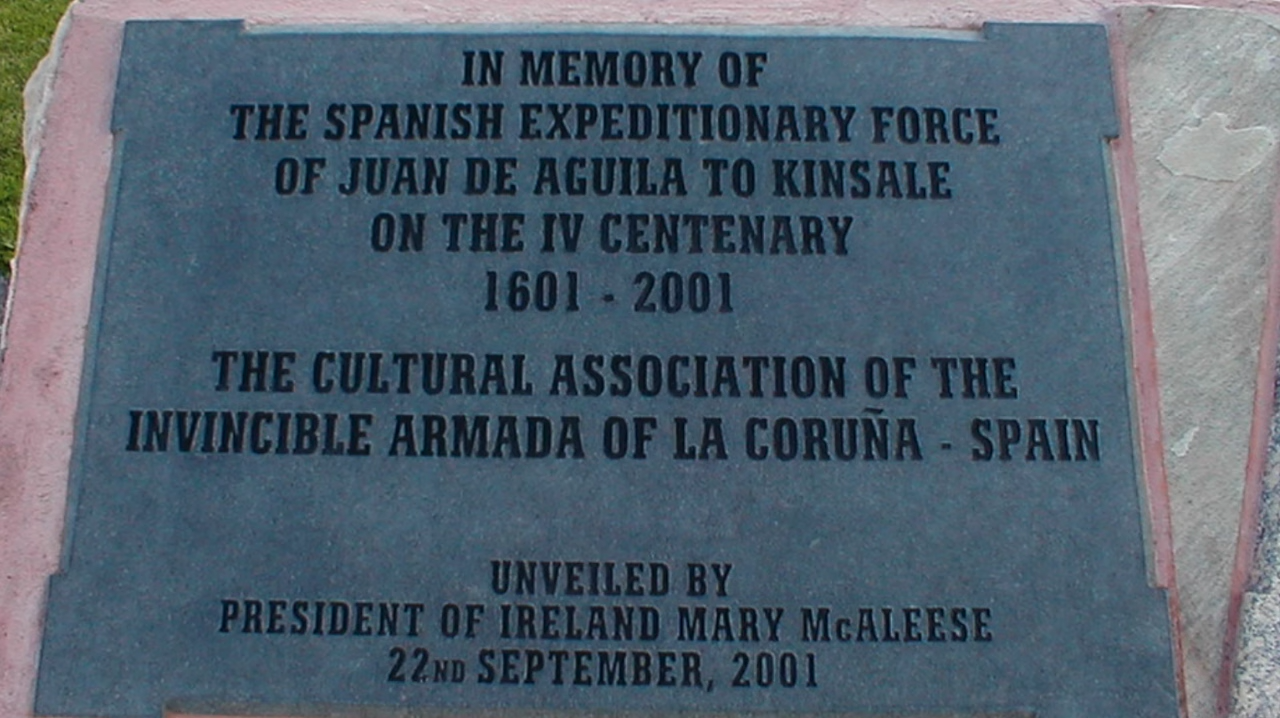 IN MEMORY OF
THE SPANISH EXPEDITIONARY FORCE
OF JUAN DE AGUILA TO KINSALE
ON THE IV CENTENARY
1601 - 2001
THE CULTURAL ASSOCIATION OF THE
INVINCIBLE ARMADA OF LA CORUÑA - SPAIN
UNVEILED BY
PRESIDENT OF IRELAND MARY McALEESE
22ND SEPTEMBER, 2001